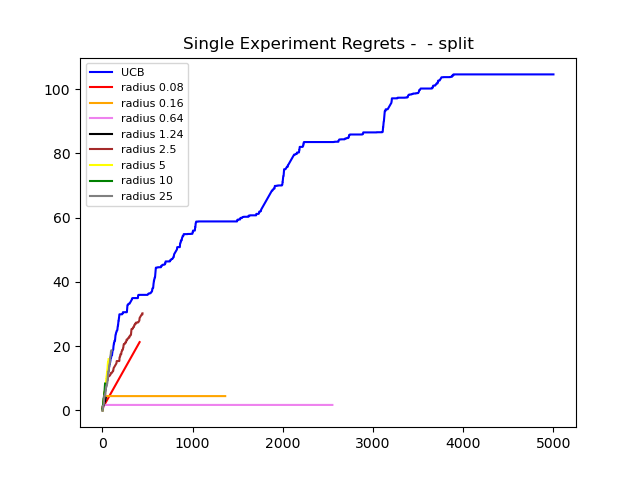 Single Experiment Regrets -  - split
UCB
radius 0.08
radius 0.16
radius 0.64
radius 1.24
radius 2.5
radius 5
radius 10
radius 25
100
80
60
40
20
0
0 1000 2000 3000 4000 5000